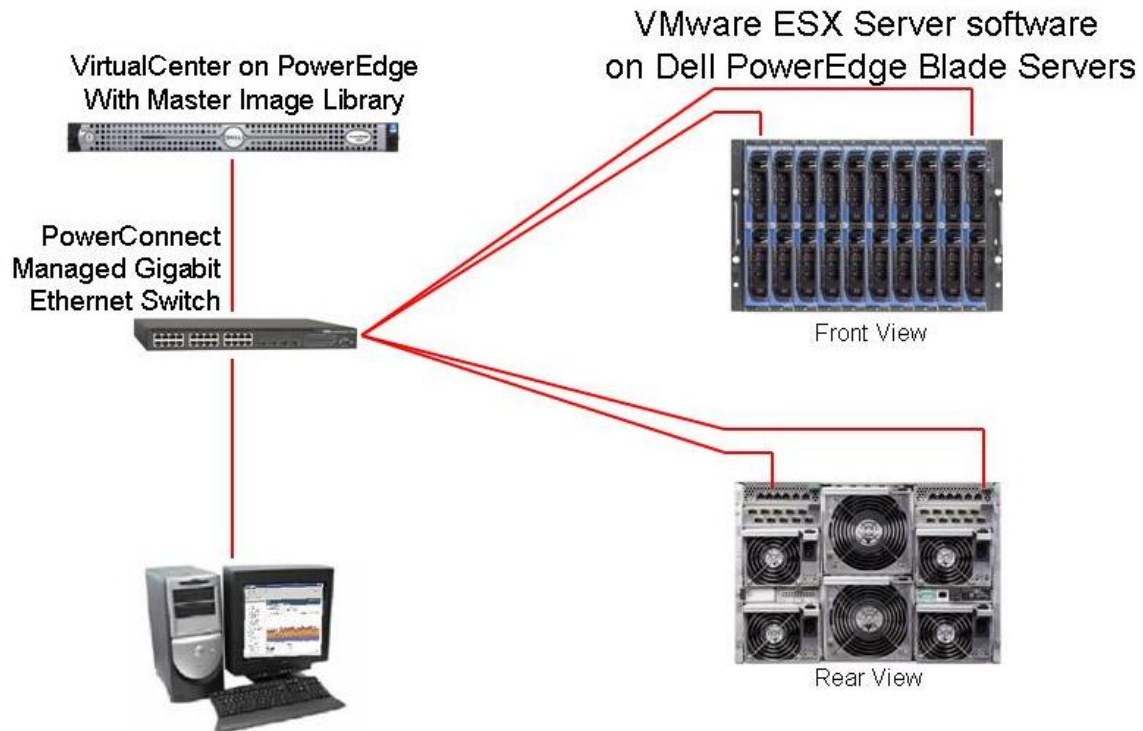 VMware ESX Server software
on Dell PowerEdge Blade Servers
VirtualCenter on PowerEdge
With Master Image Library
DELL
PowerConnect
Managed Gigabit
Ethernet Switch
Front View
Rear View